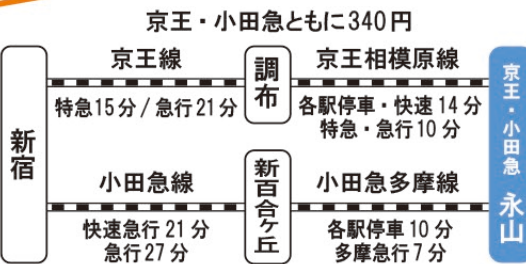 京王・小田急ともに340円
新宿
京王線
特急15分/急行21分
調布
京王相模原線
各駅停車・快速14分
特急・急行10分
小田急線
快速急行21分
急行27分
新百合ヶ丘
小田急多摩線
各駅停車10分
多摩急行7分
京王・小田急 永山